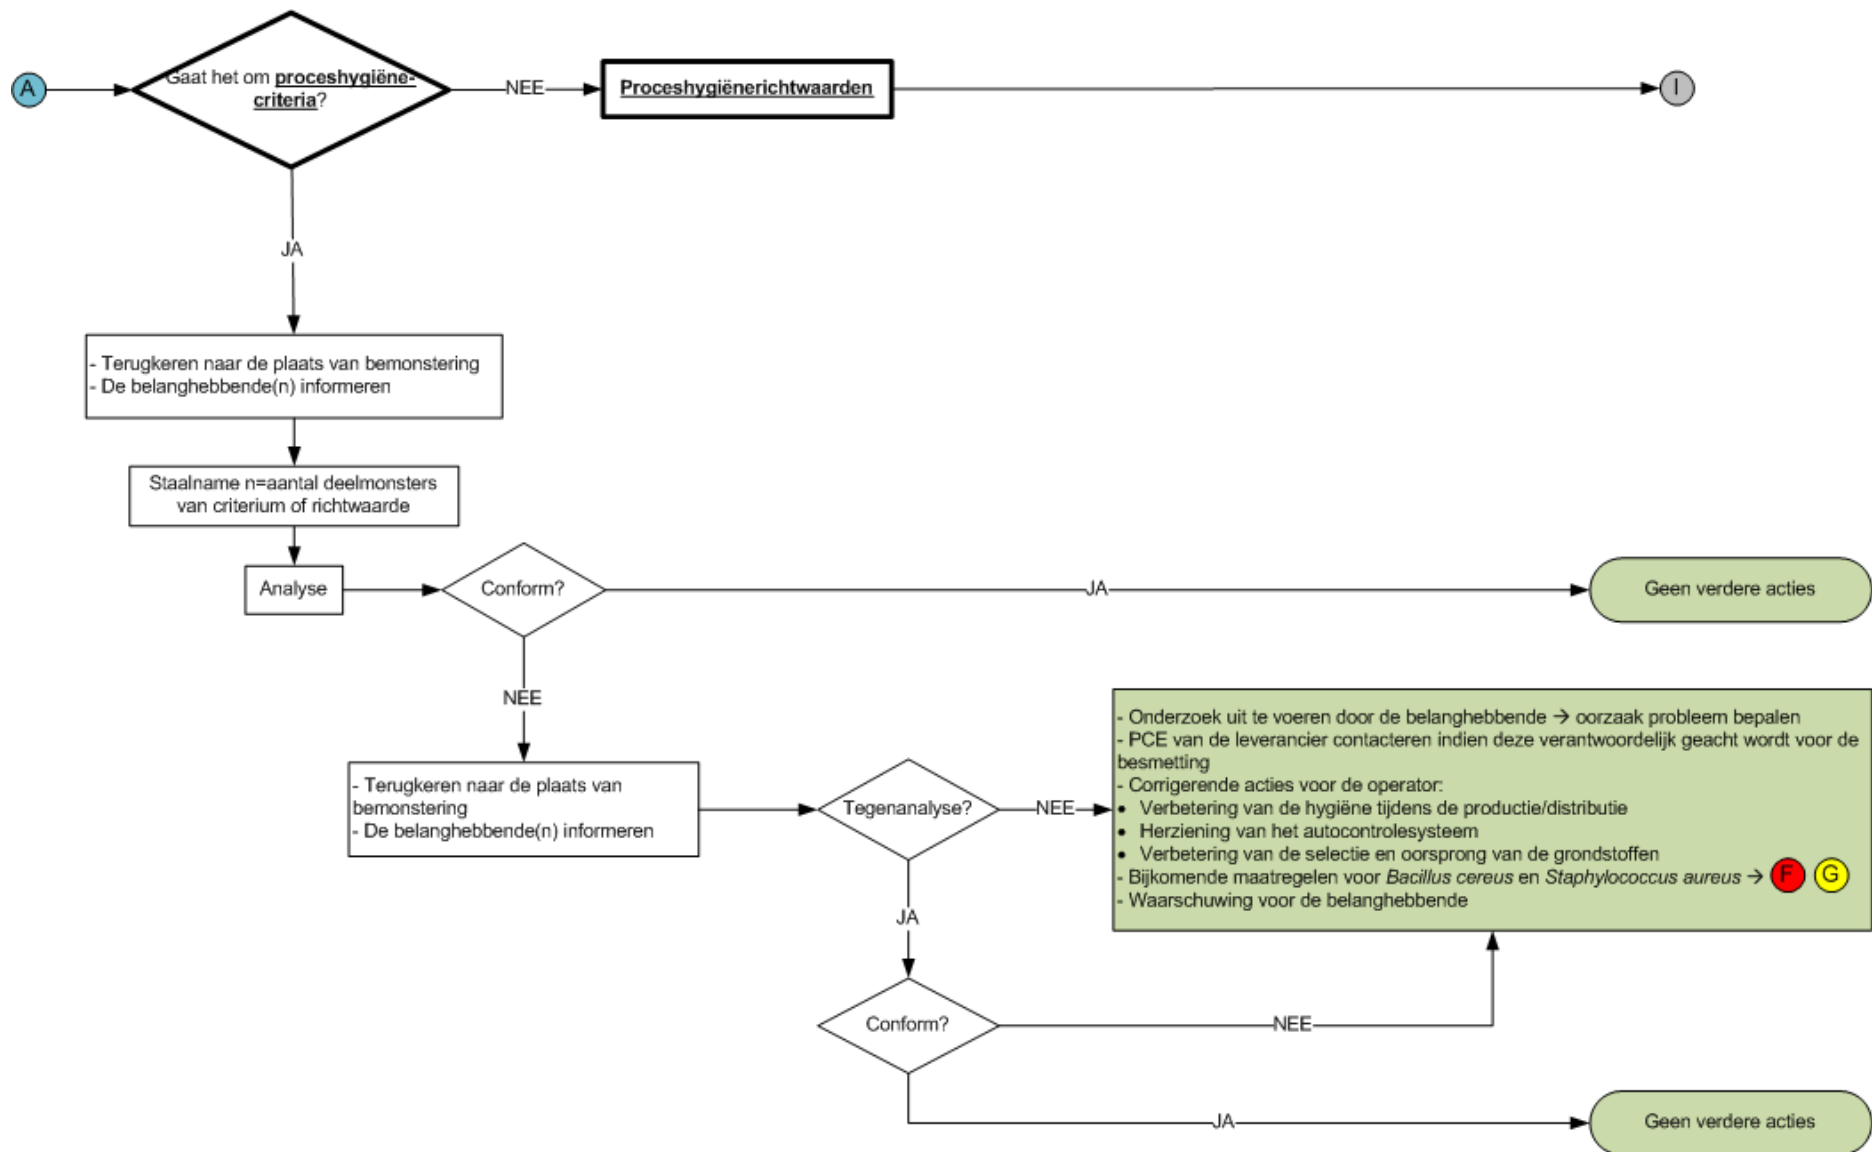 A
Gaat het om proceshygiëne-
criteria?
NEE
Proceshygiënerichtwaarden
I
JA
- Terugkeren naar de plaats van bemonstering
- De belanghebbende(n) informeren
Staalname n=aantal deelmonsters
van criterium of richtwaarde
Analyse
Conform?
JA
Geen verdere acties
NEE
- Terugkeren naar de plaats van
bemonstering
- De belanghebbende(n) informeren
Tegenanalyse?
NEE
- Onderzoek uit te voeren door de belanghebbende → oorzaak probleem bepalen
- PCE van de leverancier contacteren indien deze verantwoordelijk geacht wordt voor de
besmetting
- Corrigerende acties voor de operator:
• Verbetering van de hygiëne tijdens de productie/distributie
• Herziening van het autocontrolesysteem
• Verbetering van de selectie en oorsprong van de grondstoffen
- Bijkomende maatregelen voor Bacillus cereus en Staphylococcus aureus → F G
- Waarschuwing voor de belanghebbende
JA
Conform?
NEE
JA
Geen verdere acties